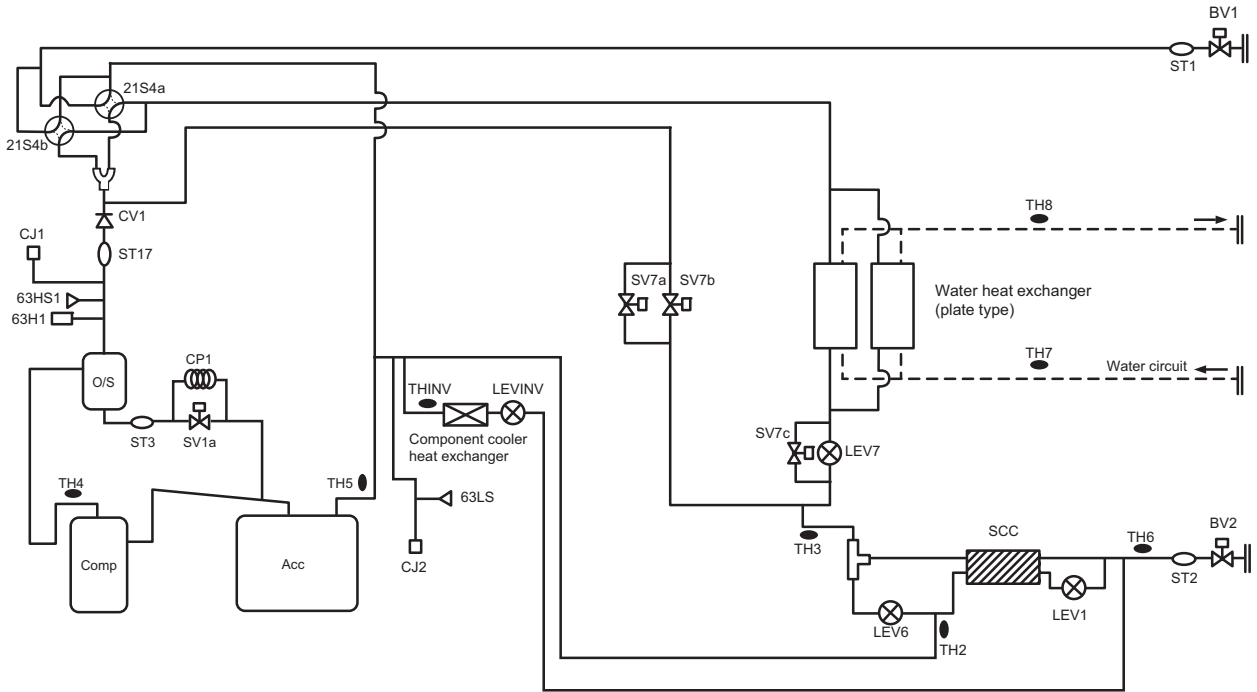 BV1
ST1
21S4a
21S4b
CV1
CJ1
ST17
63HS1
63H1
TH8
SV7a
SV7b
Water heat exchanger
(plate type)
CP1
O/S
TH7
Water circuit
THINV
LEVINV
ST3
SV1a
Component cooler
heat exchanger
SV7c
LEV7
TH4
TH5
63LS
BV2
SCC
TH6
TH3
Comp
Acc
CJ2
ST2
LEV1
LEV6
TH2